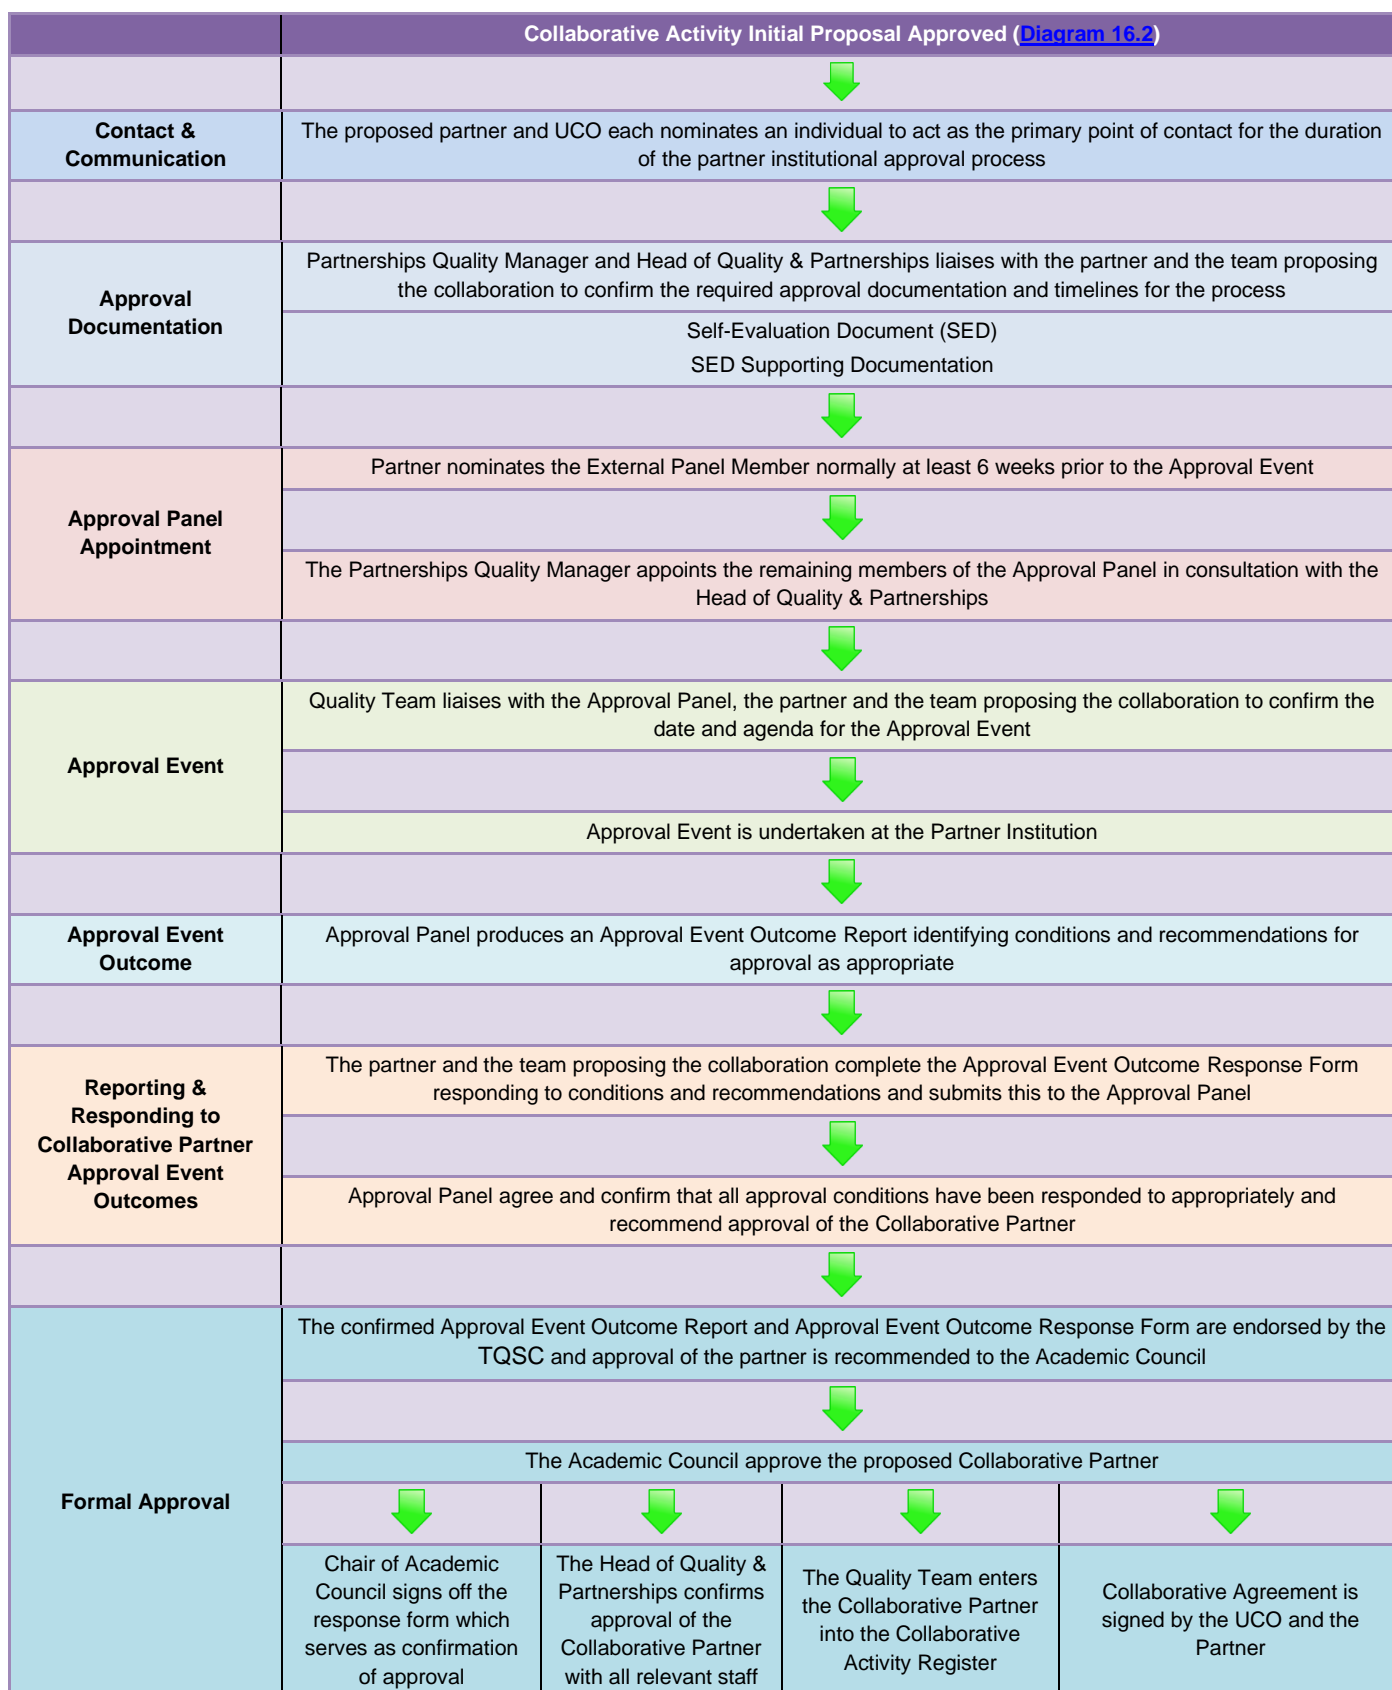 Collaborative Activity Initial Proposal Approved (Diagram 16.2)
Contact &
Communication
The proposed partner and UCO each nominates an individual to act as the primary point of contact for the duration
of the partner institutional approval process
Approval
Documentation
Partnerships Quality Manager and Head of Quality & Partnerships liaises with the partner and the team proposing
the collaboration to confirm the required approval documentation and timelines for the process
Self-Evaluation Document (SED)
SED Supporting Documentation
Approval Panel
Appointment
Partner nominates the External Panel Member normally at least 6 weeks prior to the Approval Event
The Partnerships Quality Manager appoints the remaining members of the Approval Panel in consultation with the
Head of Quality & Partnerships
Approval Event
Quality Team liaises with the Approval Panel, the partner and the team proposing the collaboration to confirm the
date and agenda for the Approval Event
Approval Event is undertaken at the Partner Institution
Approval Event
Outcome
Approval Panel produces an Approval Event Outcome Report identifying conditions and recommendations for
approval as appropriate
Reporting &
Responding to
Collaborative Partner
Approval Event
Outcomes
The partner and the team proposing the collaboration complete the Approval Event Outcome Response Form
responding to conditions and recommendations and submits this to the Approval Panel
Approval Panel agree and confirm that all approval conditions have been responded to appropriately and
recommend approval of the Collaborative Partner
Formal Approval
The confirmed Approval Event Outcome Report and Approval Event Outcome Response Form are endorsed by the
TQSC and approval of the partner is recommended to the Academic Council
The Academic Council approve the proposed Collaborative Partner
Chair of Academic
Council signs off the
response form which
serves as confirmation
of approval
The Head of Quality &
Partnerships confirms
approval of the
Collaborative Partner
with all relevant staff
The Quality Team enters
the Collaborative Partner
into the Collaborative
Activity Register
Collaborative Agreement is
signed by the UCO and the
Partner